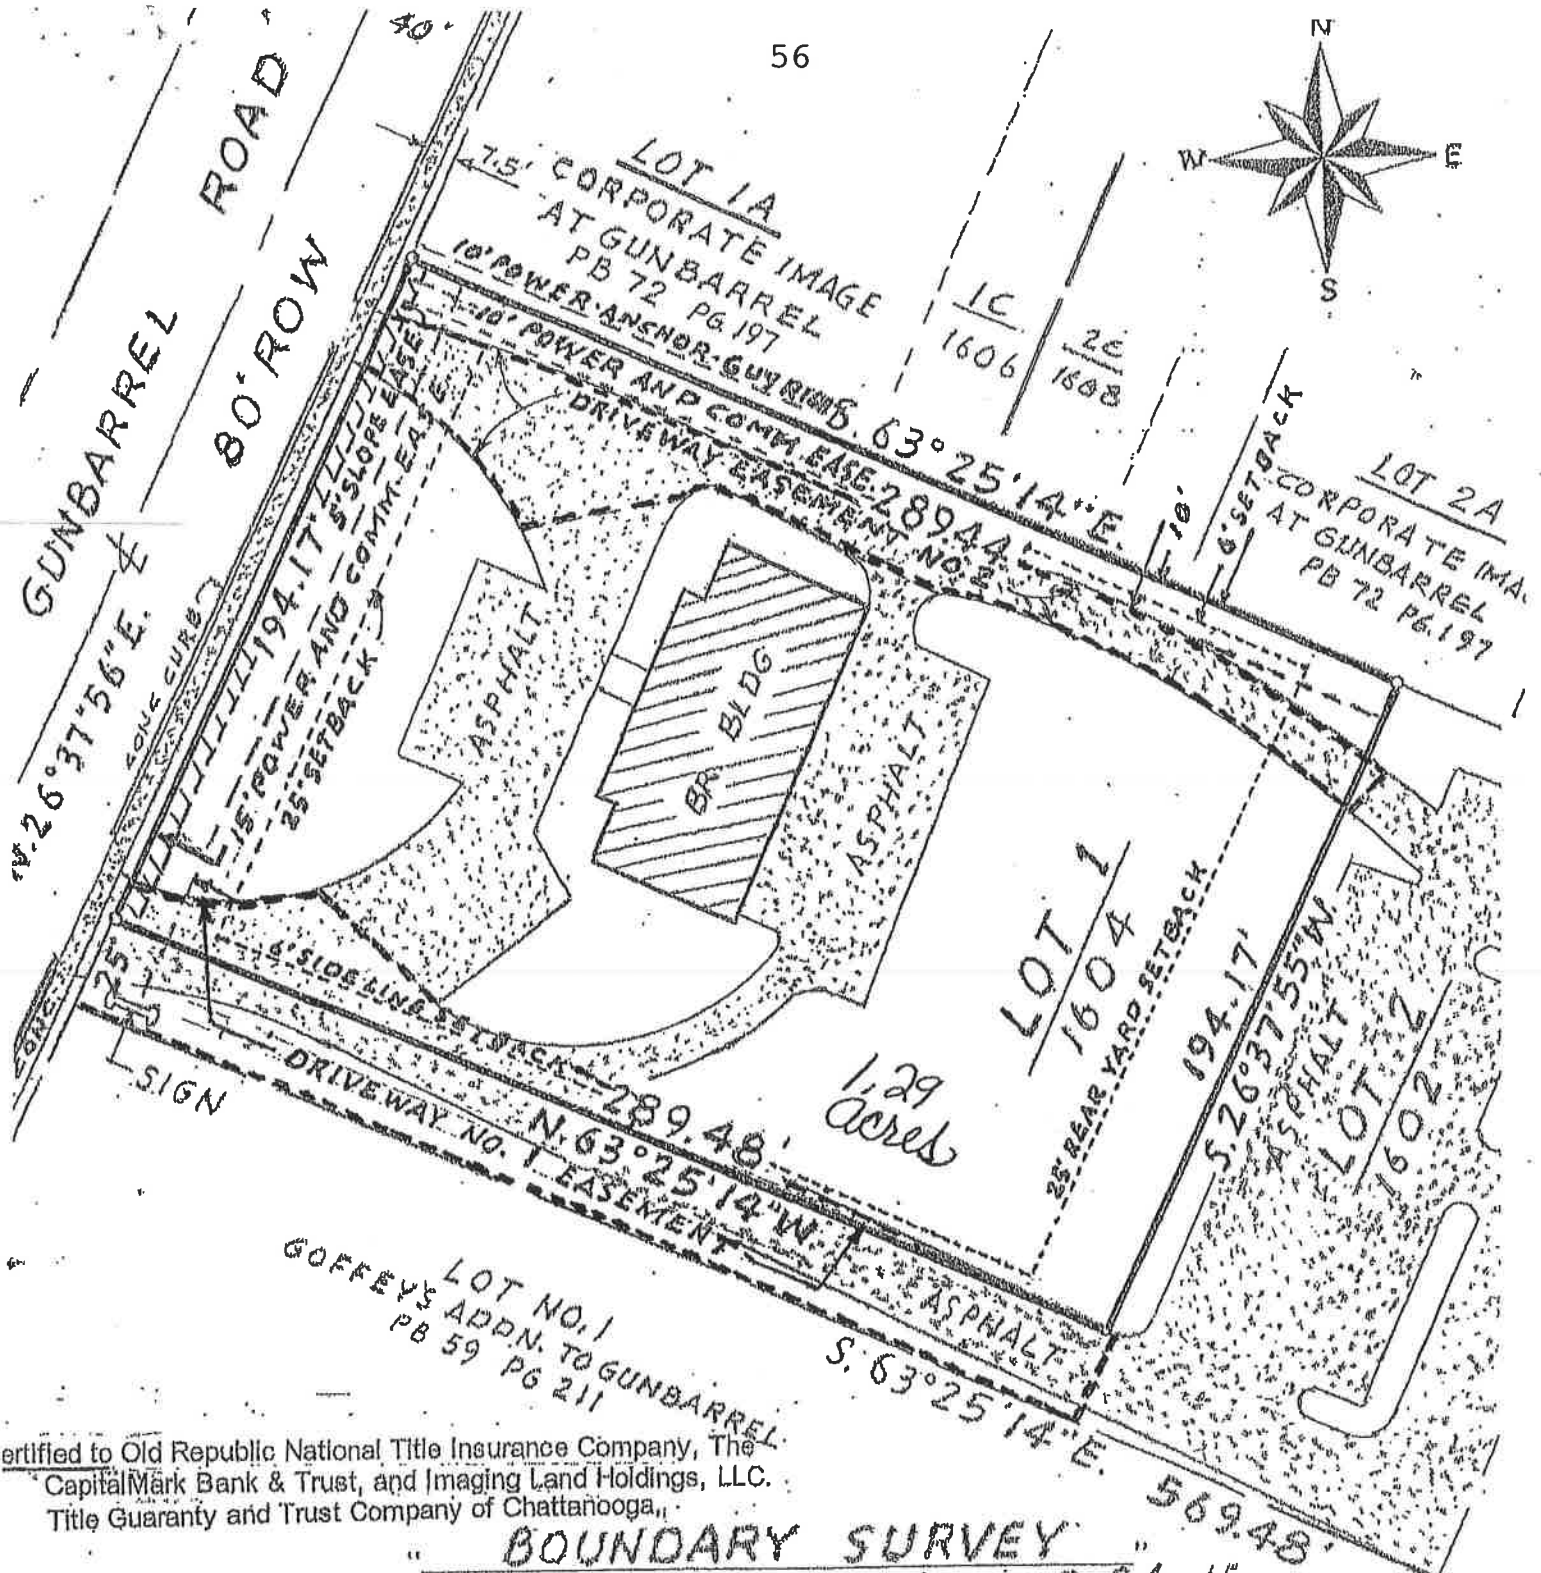 56
40'
N
W
E
S
GUNBARREL ROAD
80' ROW
7.5'
LOT 1A
CORPORATE IMAGE
AT GUNBARREL
PB 72 PG. 197
1C
1606
1608
10' POWER-ANCHOR-GUY
10' POWER AND COMM EASE.
DRIVEWAY EASEMENT NO. 2
63°25'14"E.
289.44
10'
6' SETBACK
LOT 2A
CORPORATE IMA
AT GUNBARREL
PB 72 PG. 197
26°37'56"E.
CONC CURB
194.17'
5' SLOPE EASE
15' POWER AND COMM. EASE
25' SETBACK
ASPHALT
BR BLDG
ASPHALT
LOT 1
1604
1.29
acres
25' REAR YARD SETBACK
194.17'
S. 26°37'55"W.
ASPHALT
LOT 2
1602
25'
CONC
SIGN
6' SIDE LINE SETBACK
289.48'
N. 63°25'14"W.
DRIVEWAY NO. 1 EASEMENT
ASPHALT
S. 63°25'14"E. 569.48'
LOT NO. 1
GOFFEYS ADDN. TO GUNBARREL
PB 59 PG 211
ertified to Old Republic National Title Insurance Company, The
CapitalMark Bank & Trust, and Imaging Land Holdings, LLC.
Title Guaranty and Trust Company of Chattanooga,
"BOUNDARY SURVEY"